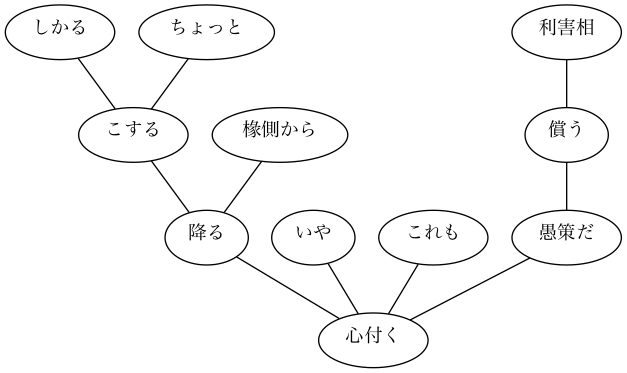 しかる
ちょっと
利害相
こする
椽側から
償う
降る
いや
これも
愚策だ
心付く